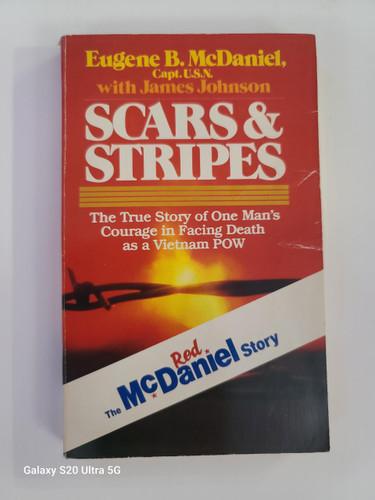 Eugene B. McDaniel,
Capt. U.S.N.
with James Johnson
SCARS &
STRIPES
The True Story of One Man's
Courage in Facing Death
as a Vietnam POW
The Red McDaniel Story
Galaxy S20 Ultra 5G